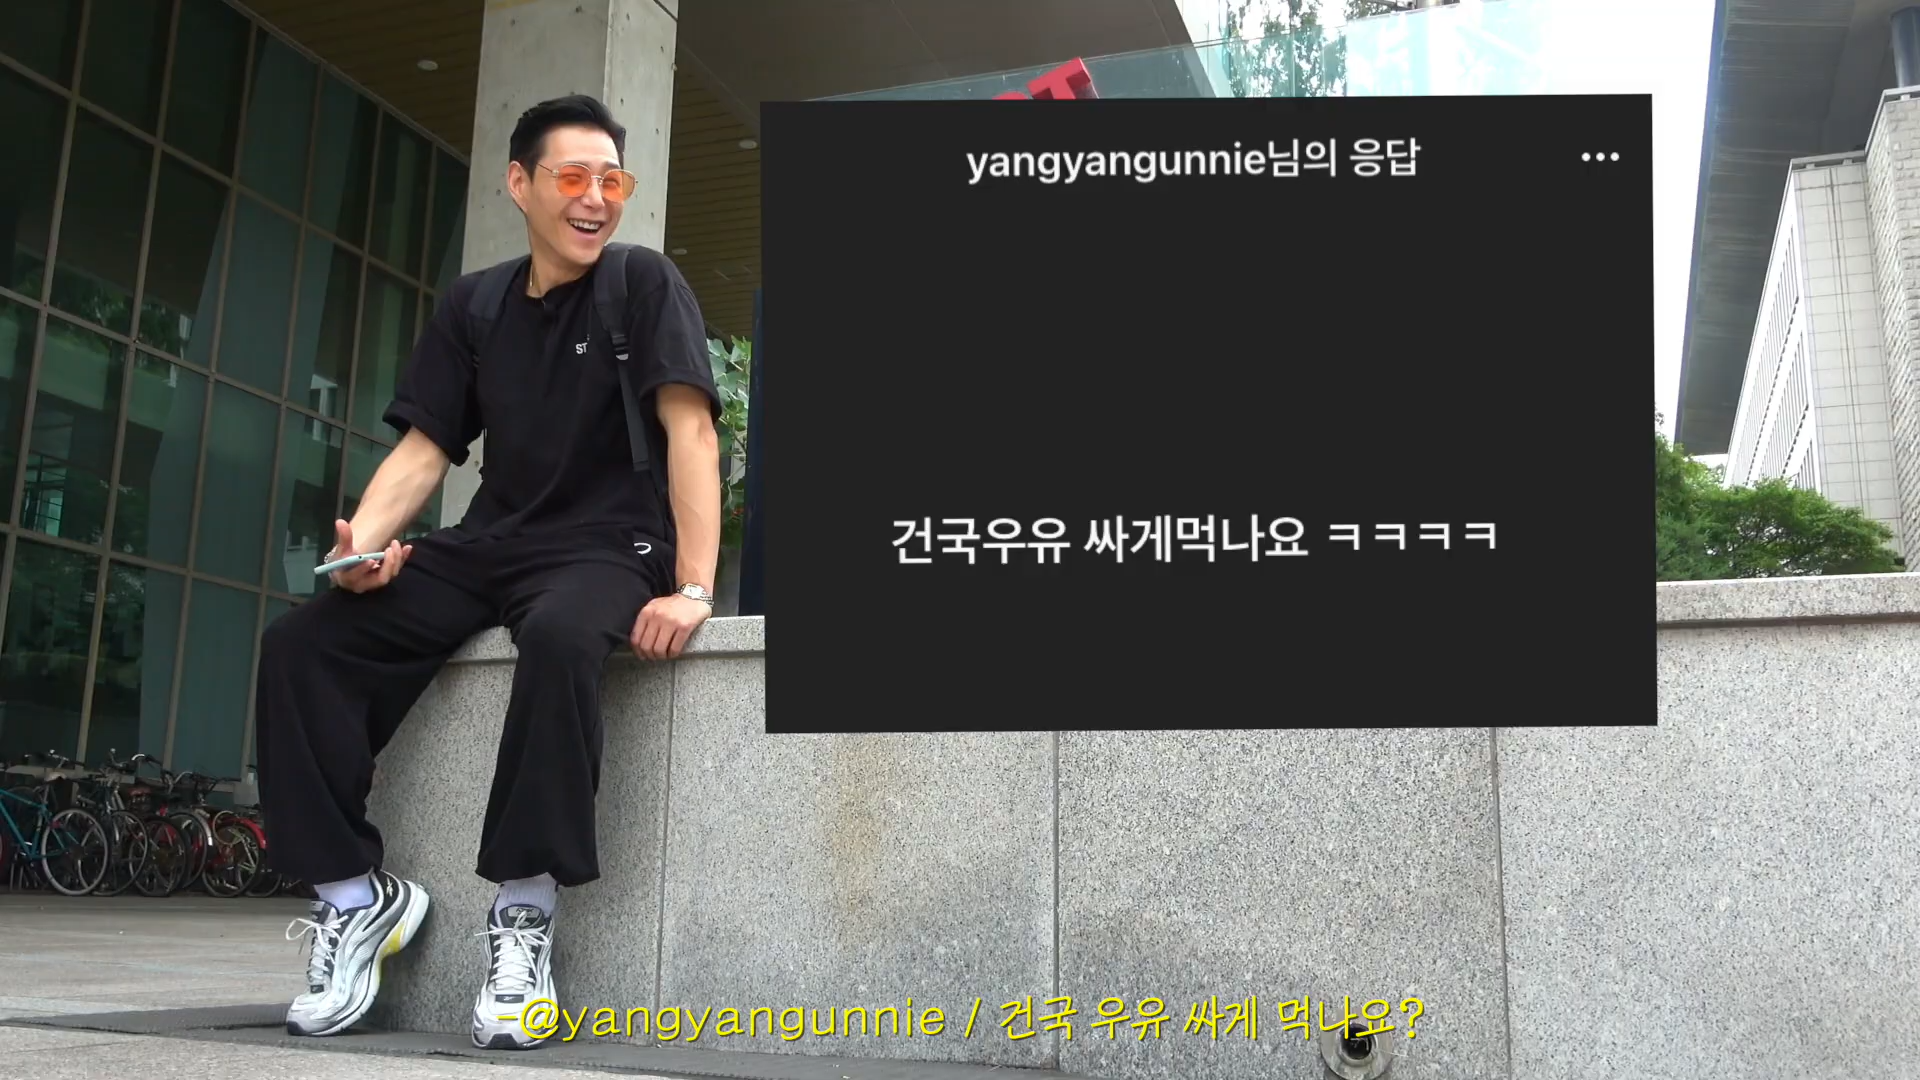 yangyangunnie님의 응답
건국우유 싸게먹나요 ㅋㅋㅋㅋ
ST
-@yangyangunnie / 건국 우유 싸게 먹나요?